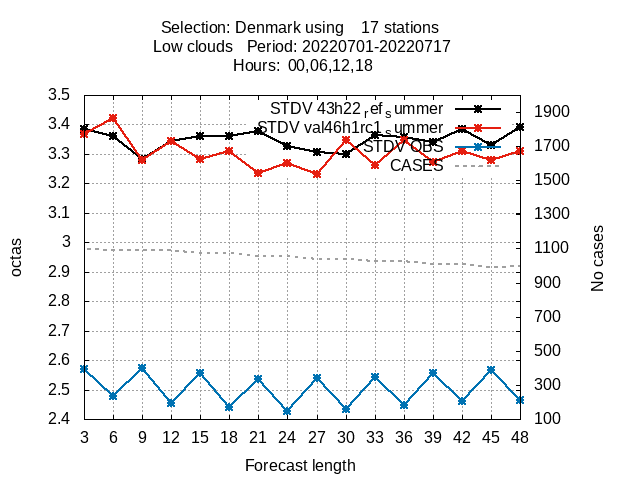 Selection: Denmark using    17 stations
Low clouds   Period: 20220701-20220717
Hours:  00,06,12,18
STDV 43h22_ref_summer
STDV val46h1rc1_summer
STDV OBS
CASES
octas
No cases
3.5
3.4
3.3
3.2
3.1
3
2.9
2.8
2.7
2.6
2.5
2.4
1900
1700
1500
1300
1100
900
700
500
300
100
3 6 9 12 15 18 21 24 27 30 33 36 39 42 45 48
Forecast length